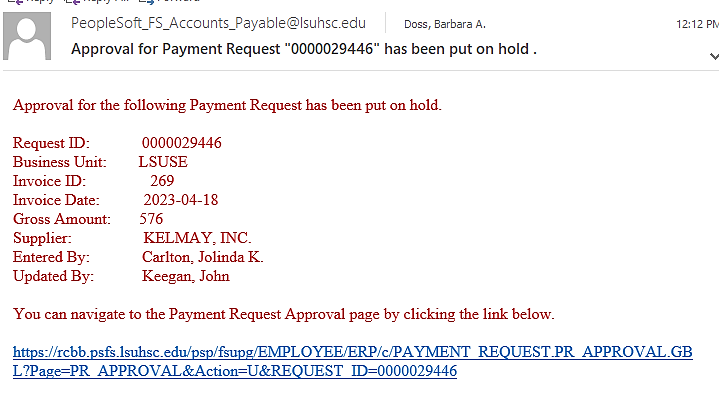 PeopleSoft_FS_Accounts_Payable@lsuhsc.edu Doss, Barbara A. 12:12 PM
Approval for Payment Request "0000029446" has been put on hold .
Approval for the following Payment Request has been put on hold.
Request ID: 0000029446
Business Unit: LSUSE
Invoice ID: 269
Invoice Date: 2023-04-18
Gross Amount: 576
Supplier: KELMAY, INC.
Entered By: Carlton, Jolinda K.
Updated By: Keegan, John
You can navigate to the Payment Request Approval page by clicking the link below.
https://rcbb.psfs.lsuhsc.edu/psp/fsupg/EMPLOYEE/ERP/c/PAYMENT_REQUEST.PR_APPROVAL.GB
L?Page=PR_APPROVAL&Action=U&REQUEST_ID=0000029446